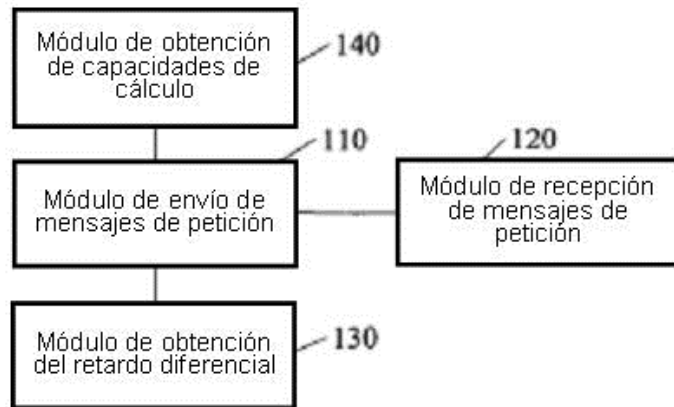 Módulo de obtención
de capacidades de
cálculo
140
110
Módulo de envío de
mensajes de petición
120
Módulo de recepción
de mensajes de
petición
Módulo de obtención
del retardo diferencial
130